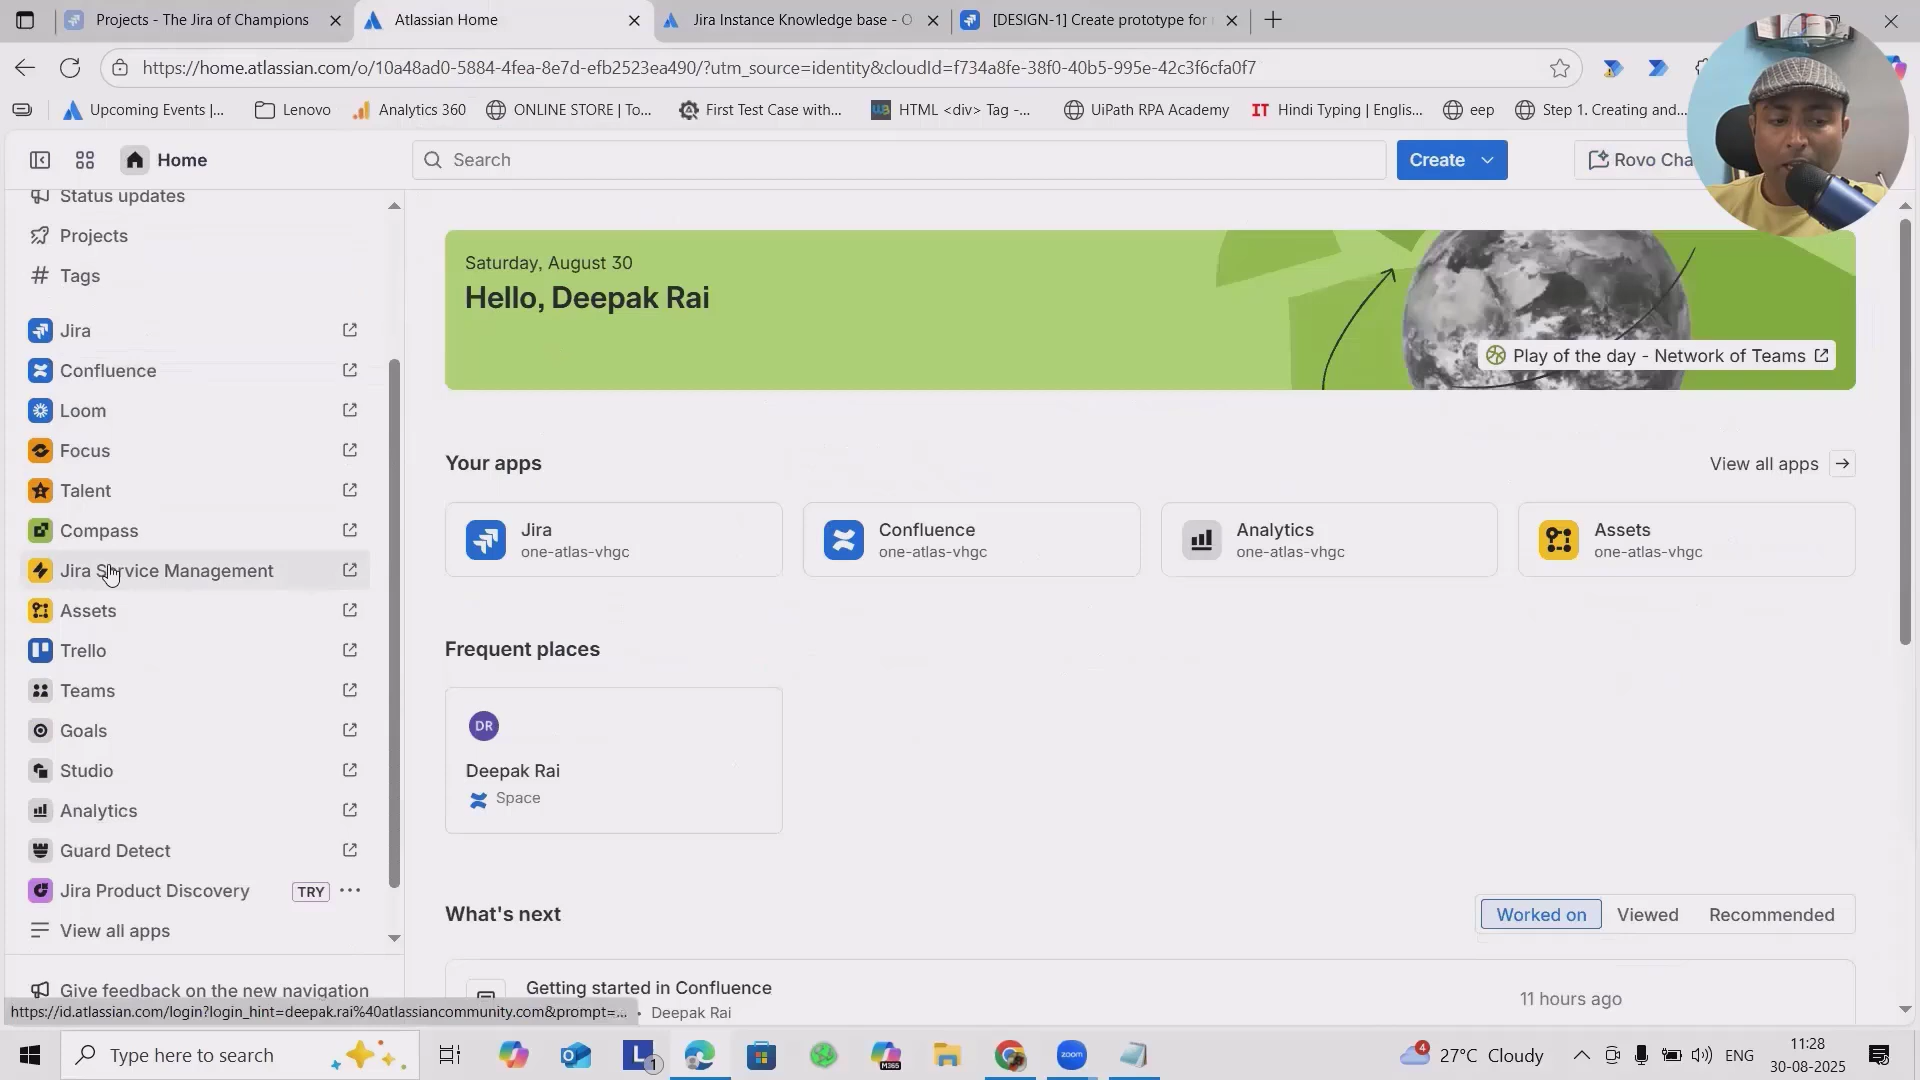 Projects - The Jira of Champions
Atlassian Home
Jira Instance Knowledge base - O
[DESIGN-1] Create prototype for
https://home.atlassian.com/o/10a48ad0-5884-4fea-8e7d-efb2523ea490/?utm_source=identity&cloudId=f734a8fe-38f0-40b5-995e-42c3f6cfa0f7
Upcoming Events |...
Lenovo
Analytics 360
ONLINE STORE | To...
First Test Case with...
HTML <div> Tag -...
UiPath RPA Academy
IT
Hindi Typing | Englis...
eep
Step 1. Creating and...
Home
Search
Create
Rovo Cha
Status updates
Projects
Tags
Jira
Confluence
Loom
Focus
Talent
Compass
Jira Service Management
Assets
Trello
Teams
Goals
Studio
Analytics
Guard Detect
Jira Product Discovery
TRY
View all apps
Give feedback on the new navigation
https://id.atlassian.com/login?login_hint=deepak.rai%40atlassiancommunity.com&prompt=...
Saturday, August 30
Hello, Deepak Rai
Play of the day - Network of Teams
Your apps
View all apps
Jira
one-atlas-vhgc
Confluence
one-atlas-vhgc
Analytics
one-atlas-vhgc
Assets
one-atlas-vhgc
Frequent places
DR
Deepak Rai
Space
What's next
Worked on
Viewed
Recommended
Getting started in Confluence
• Deepak Rai
11 hours ago
Type here to search
L
1
M365
zoom
4
27°C Cloudy
ENG
11:28
30-08-2025